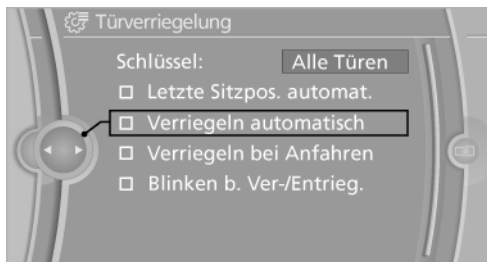 Türverriegelung
Schlüssel: Alle Türen
Letzte Sitzpos. automat.
Verriegeln automatisch
Verriegeln bei Anfahren
Blinken b. Ver-/Entrieg.